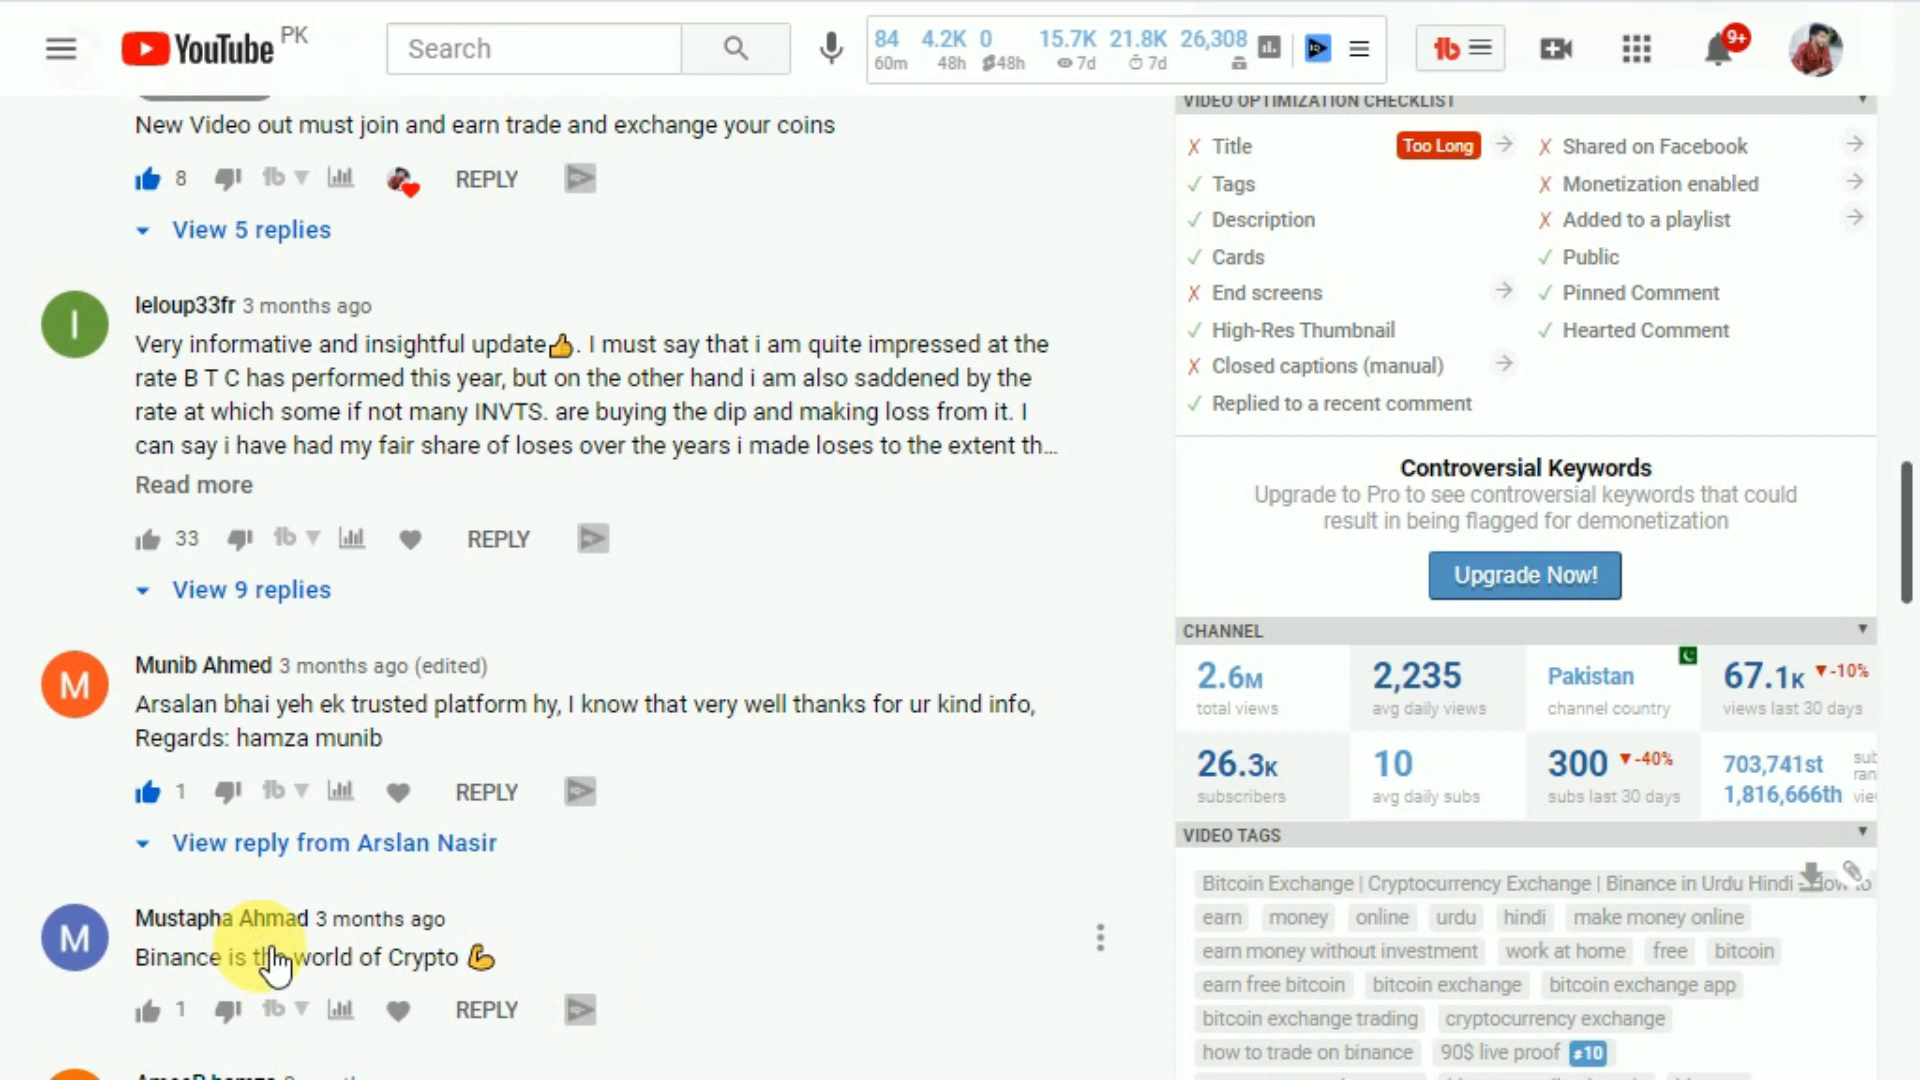 YouTube PK
Search
84 4.2K 0 15.7K 21.8K 26,308
60m 48h 48h 7d 7d
9+
New Video out must join and earn trade and exchange your coins
8 REPLY
View 5 replies
leloup33fr 3 months ago
Very informative and insightful update👍. I must say that i am quite impressed at the
rate B T C has performed this year, but on the other hand i am also saddened by the
rate at which some if not many INVTS. are buying the dip and making loss from it. I
can say i have had my fair share of loses over the years i made loses to the extent th...
Read more
33 REPLY
View 9 replies
M
Munib Ahmed 3 months ago (edited)
Arsalan bhai yeh ek trusted platform hy, I know that very well thanks for ur kind info,
Regards: hamza munib
1 REPLY
View reply from Arslan Nasir
M
Mustapha Ahmad 3 months ago
Binance is the world of Crypto 💪
1 REPLY
VIDEO OPTIMIZATION CHECKLIST
Title Too Long
Tags
Description
Cards
End screens
High-Res Thumbnail
Closed captions (manual)
Replied to a recent comment
Shared on Facebook
Monetization enabled
Added to a playlist
Public
Pinned Comment
Hearted Comment
Controversial Keywords
Upgrade to Pro to see controversial keywords that could
result in being flagged for demonetization
Upgrade Now!
CHANNEL
2.6M 2,235 Pakistan 67.1K -10%
total views avg daily views channel country views last 30 days
26.3K 10 300 -40% 703,741st
subscribers avg daily subs subs last 30 days 1,816,666th
VIDEO TAGS
Bitcoin Exchange | Cryptocurrency Exchange | Binance in Urdu Hindi - How to
earn money online urdu hindi make money online
earn money without investment work at home free bitcoin
earn free bitcoin bitcoin exchange bitcoin exchange app
bitcoin exchange trading cryptocurrency exchange
how to trade on binance 90$ live proof #10